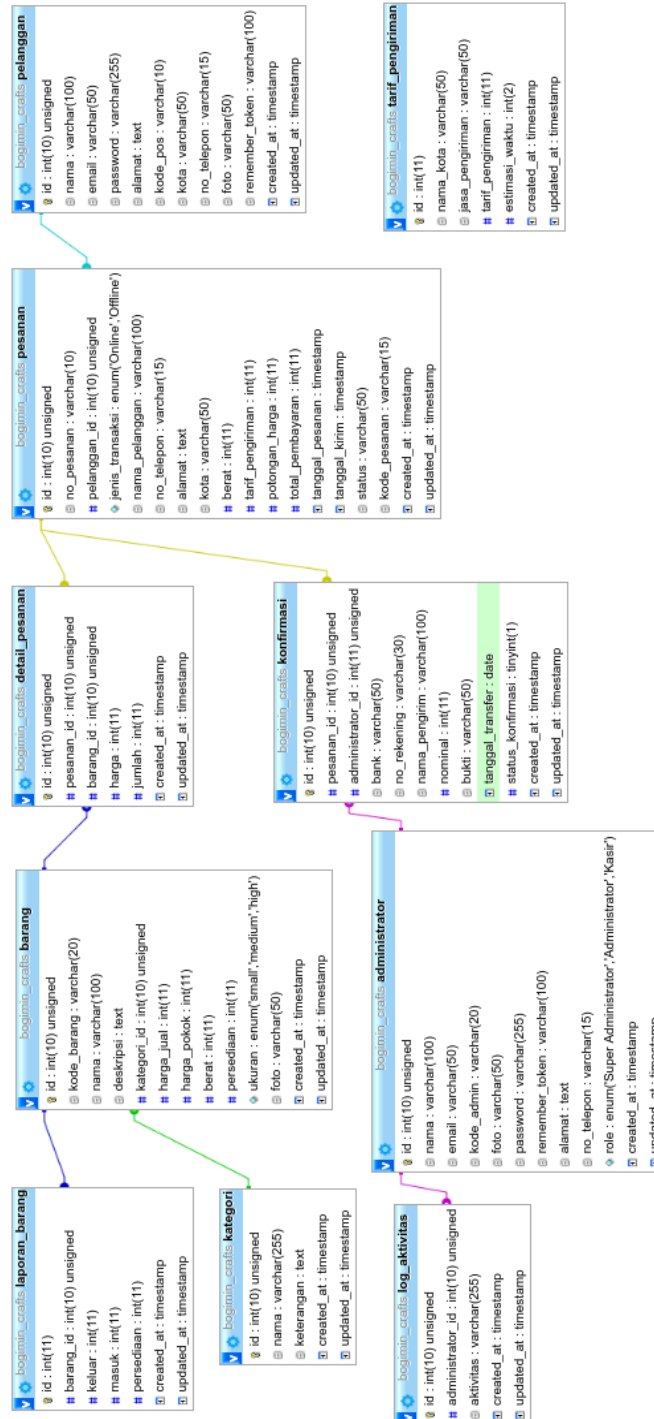 bogimin_crafts laporan_barang
id : int(11)
barang_id : int(10) unsigned
keluar : int(11)
masuk : int(11)
persediaan : int(11)
created_at : timestamp
updated_at : timestamp
bogimin_crafts barang
id : int(10) unsigned
kode_barang : varchar(20)
nama : varchar(100)
deskripsi : text
kategori_id : int(10) unsigned
harga_jual : int(11)
harga_pokok : int(11)
berat : int(11)
persediaan : int(11)
ukuran : enum('small','medium','high')
foto : varchar(50)
created_at : timestamp
updated_at : timestamp
bogimin_crafts detail_pesanan
id : int(10) unsigned
pesanan_id : int(10) unsigned
barang_id : int(10) unsigned
harga : int(11)
jumlah : int(11)
created_at : timestamp
updated_at : timestamp
bogimin_crafts pesanan
id : int(10) unsigned
no_pesanan : varchar(10)
pelanggan_id : int(10) unsigned
jenis_transaksi : enum('Online','Offline')
nama_pelanggan : varchar(100)
no_telepon : varchar(15)
alamat : text
kota : varchar(50)
berat : int(11)
tarif_pengiriman : int(11)
potongan_harga : int(11)
total_pembayaran : int(11)
tanggal_pesanan : timestamp
tanggal_kirim : timestamp
status : varchar(50)
kode_pesanan : varchar(15)
created_at : timestamp
updated_at : timestamp
bogimin_crafts pelanggan
id : int(10) unsigned
nama : varchar(100)
email : varchar(50)
password : varchar(255)
alamat : text
kode_pos : varchar(10)
kota : varchar(50)
no_telepon : varchar(15)
foto : varchar(50)
remember_token : varchar(100)
created_at : timestamp
updated_at : timestamp
bogimin_crafts kategori
id : int(10) unsigned
nama : varchar(255)
keterangan : text
created_at : timestamp
updated_at : timestamp
bogimin_crafts konfirmasi
id : int(10) unsigned
pesanan_id : int(10) unsigned
administrator_id : int(11) unsigned
bank : varchar(50)
no_rekening : varchar(30)
nama_pengirim : varchar(100)
nominal : int(11)
bukti : varchar(50)
tanggal_transfer : date
status_konfirmasi : tinyint(1)
created_at : timestamp
updated_at : timestamp
bogimin_crafts tarif_pengiriman
id : int(11)
nama_kota : varchar(50)
jasa_pengiriman : varchar(50)
tarif_pengiriman : int(11)
estimasi_waktu : int(2)
created_at : timestamp
updated_at : timestamp
bogimin_crafts log_aktivitas
id : int(10) unsigned
administrator_id : int(10) unsigned
aktivitas : varchar(255)
created_at : timestamp
updated_at : timestamp
bogimin_crafts administrator
id : int(10) unsigned
nama : varchar(100)
email : varchar(50)
kode_admin : varchar(20)
foto : varchar(50)
password : varchar(255)
remember_token : varchar(100)
alamat : text
no_telepon : varchar(15)
role : enum('Super Administrator','Administrator','Kasir')
created_at : timestamp
updated_at : timestamp